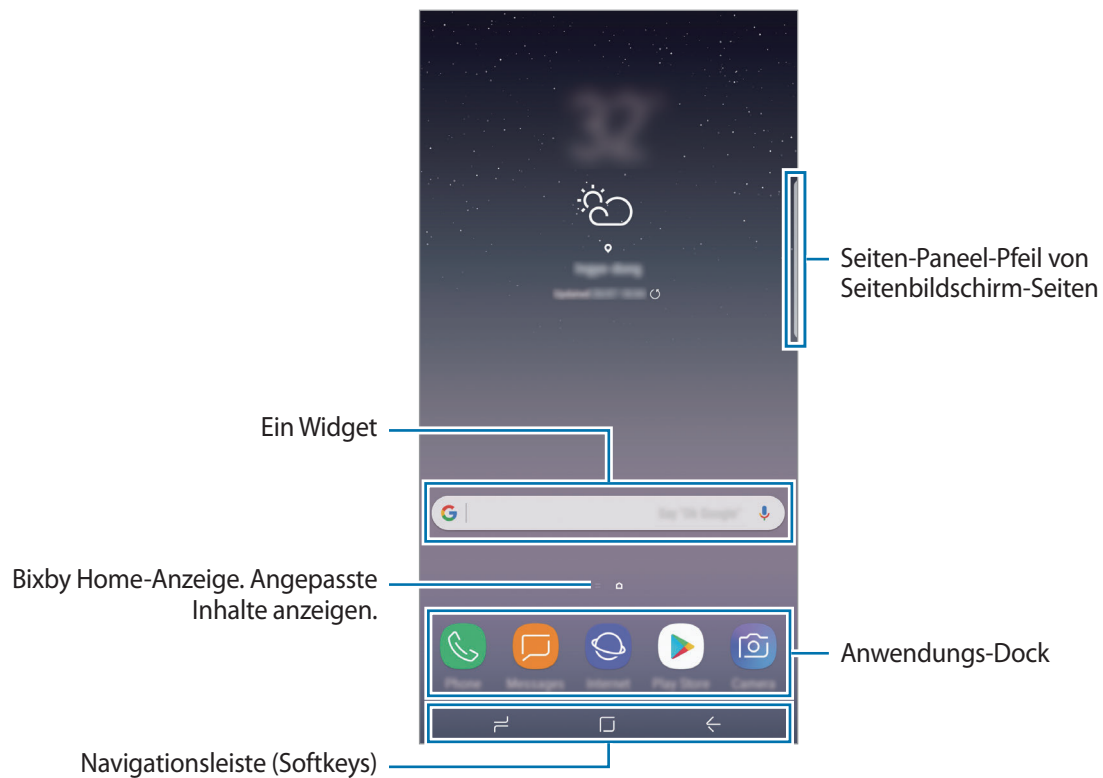 Seiten-Paneel-Pfeil von
Seitenbildschirm-Seiten
Ein Widget
Bixby Home-Anzeige. Angepasste
Inhalte anzeigen.
Phone
Messages
Internet
Play Store
Camera
Anwendungs-Dock
Navigationsleiste (Softkeys)